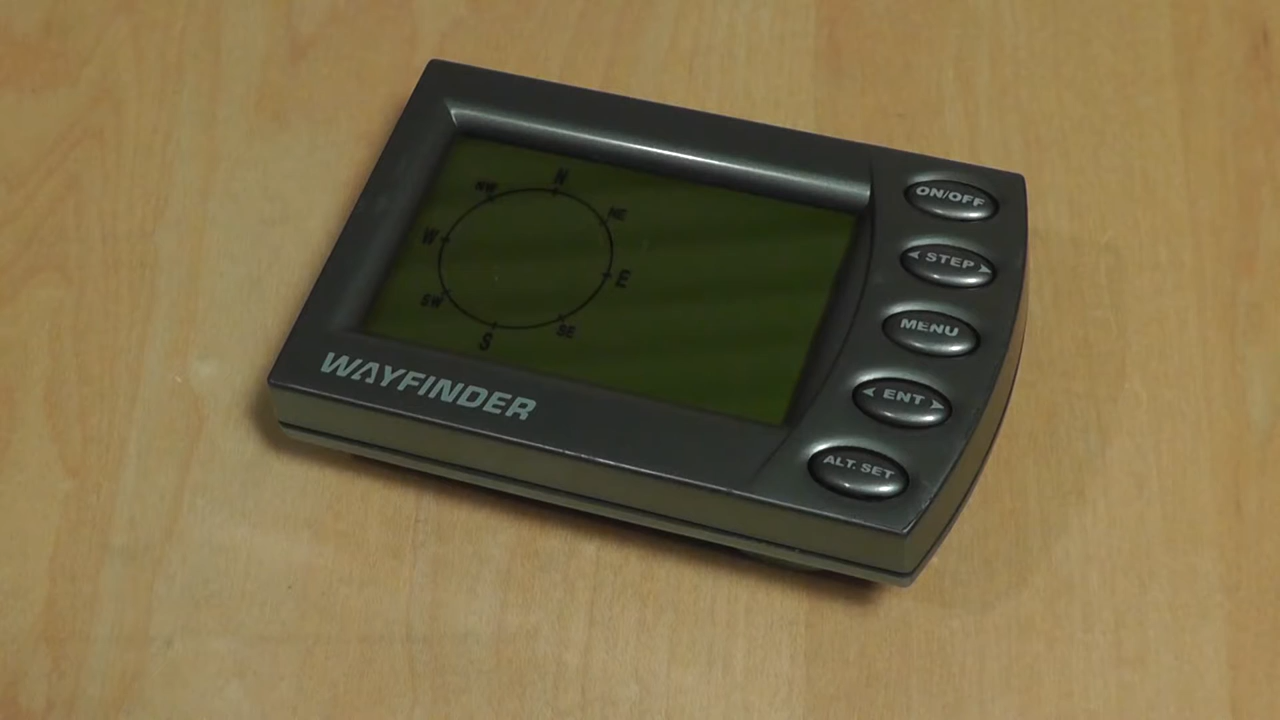 N
NW
NE
W
E
SW
SE
S
WAYFINDER
ON/OFF
STEP
MENU
ENT
ALT. SET